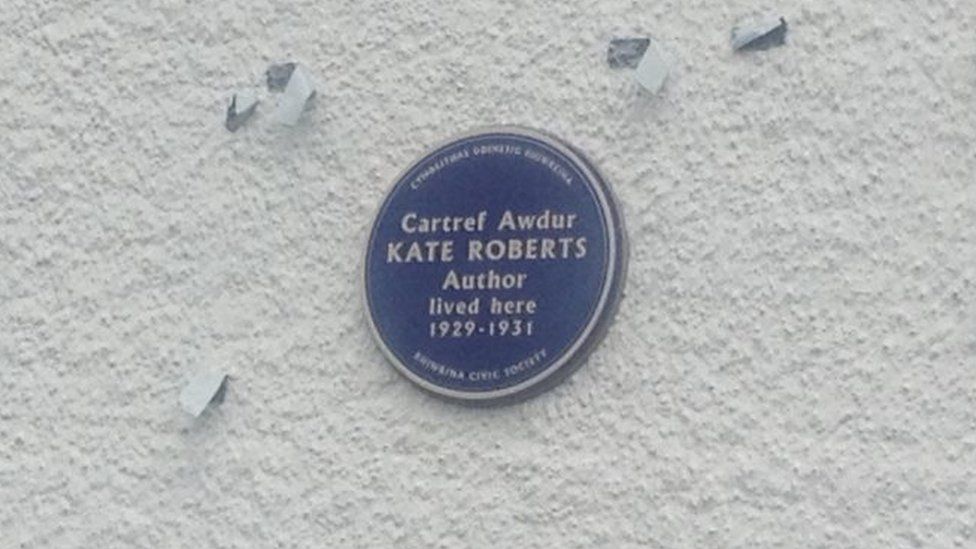 CYMDEITHAS DDINESIG RHIWBINA
Cartref Awdur
KATE ROBERTS
Author
lived here
1929-1931
RHIWBINA CIVIC SOCIETY